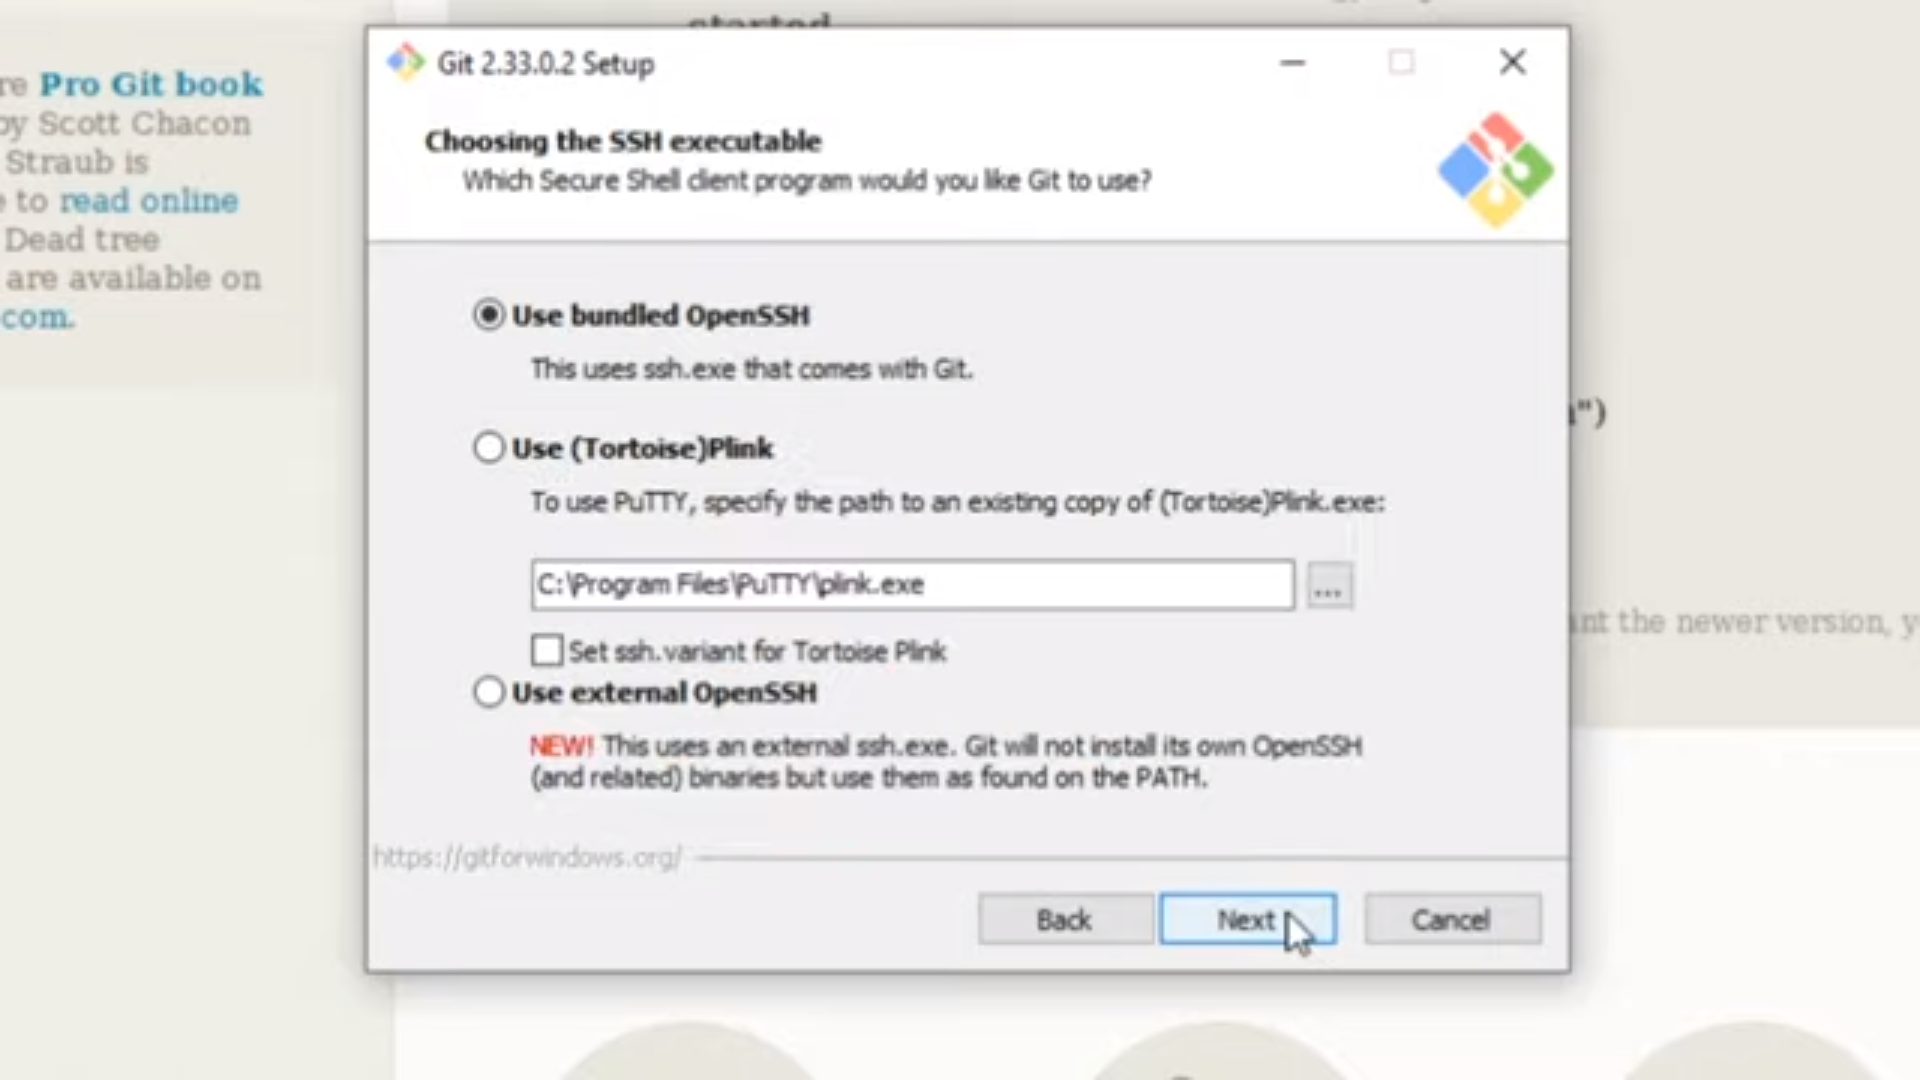 started
re Pro Git book
by Scott Chacon
Straub is
e to read online
Dead tree
are available on
com.
Git 2.33.0.2 Setup
Choosing the SSH executable
Which Secure Shell client program would you like Git to use?
Use bundled OpenSSH
This uses ssh.exe that comes with Git.
Use (Tortoise)Plink
To use PuTTY, specify the path to an existing copy of (Tortoise)Plink.exe:
C:\Program Files\PuTTY\plink.exe
...
Set ssh.variant for Tortoise Plink
Use external OpenSSH
NEW! This uses an external ssh.exe. Git will not install its own OpenSSH
(and related) binaries but use them as found on the PATH.
https://gitforwindows.org/
Back
Next
Cancel
")
the newer version,